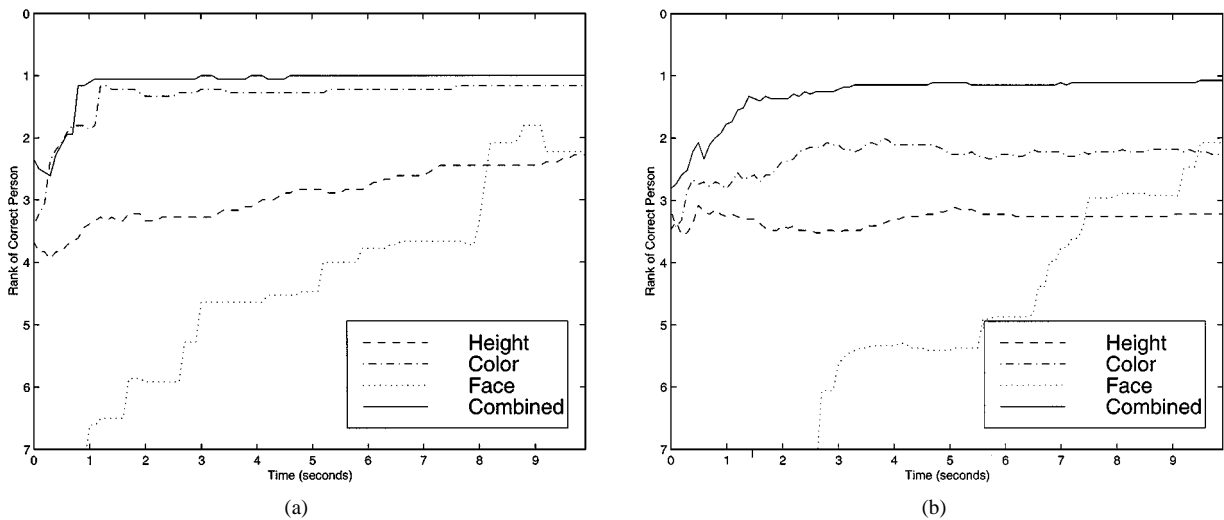 0
1
2
3
4
5
6
7
Rank of Correct Person
Height
Color
Face
Combined
0 1 2 3 4 5 6 7 8 9
Time (seconds)
(a)
0
1
2
3
4
5
6
7
Rank of Correct Person
Height
Color
Face
Combined
0 1 2 3 4 5 6 7 8 9
Time (seconds)
(b)